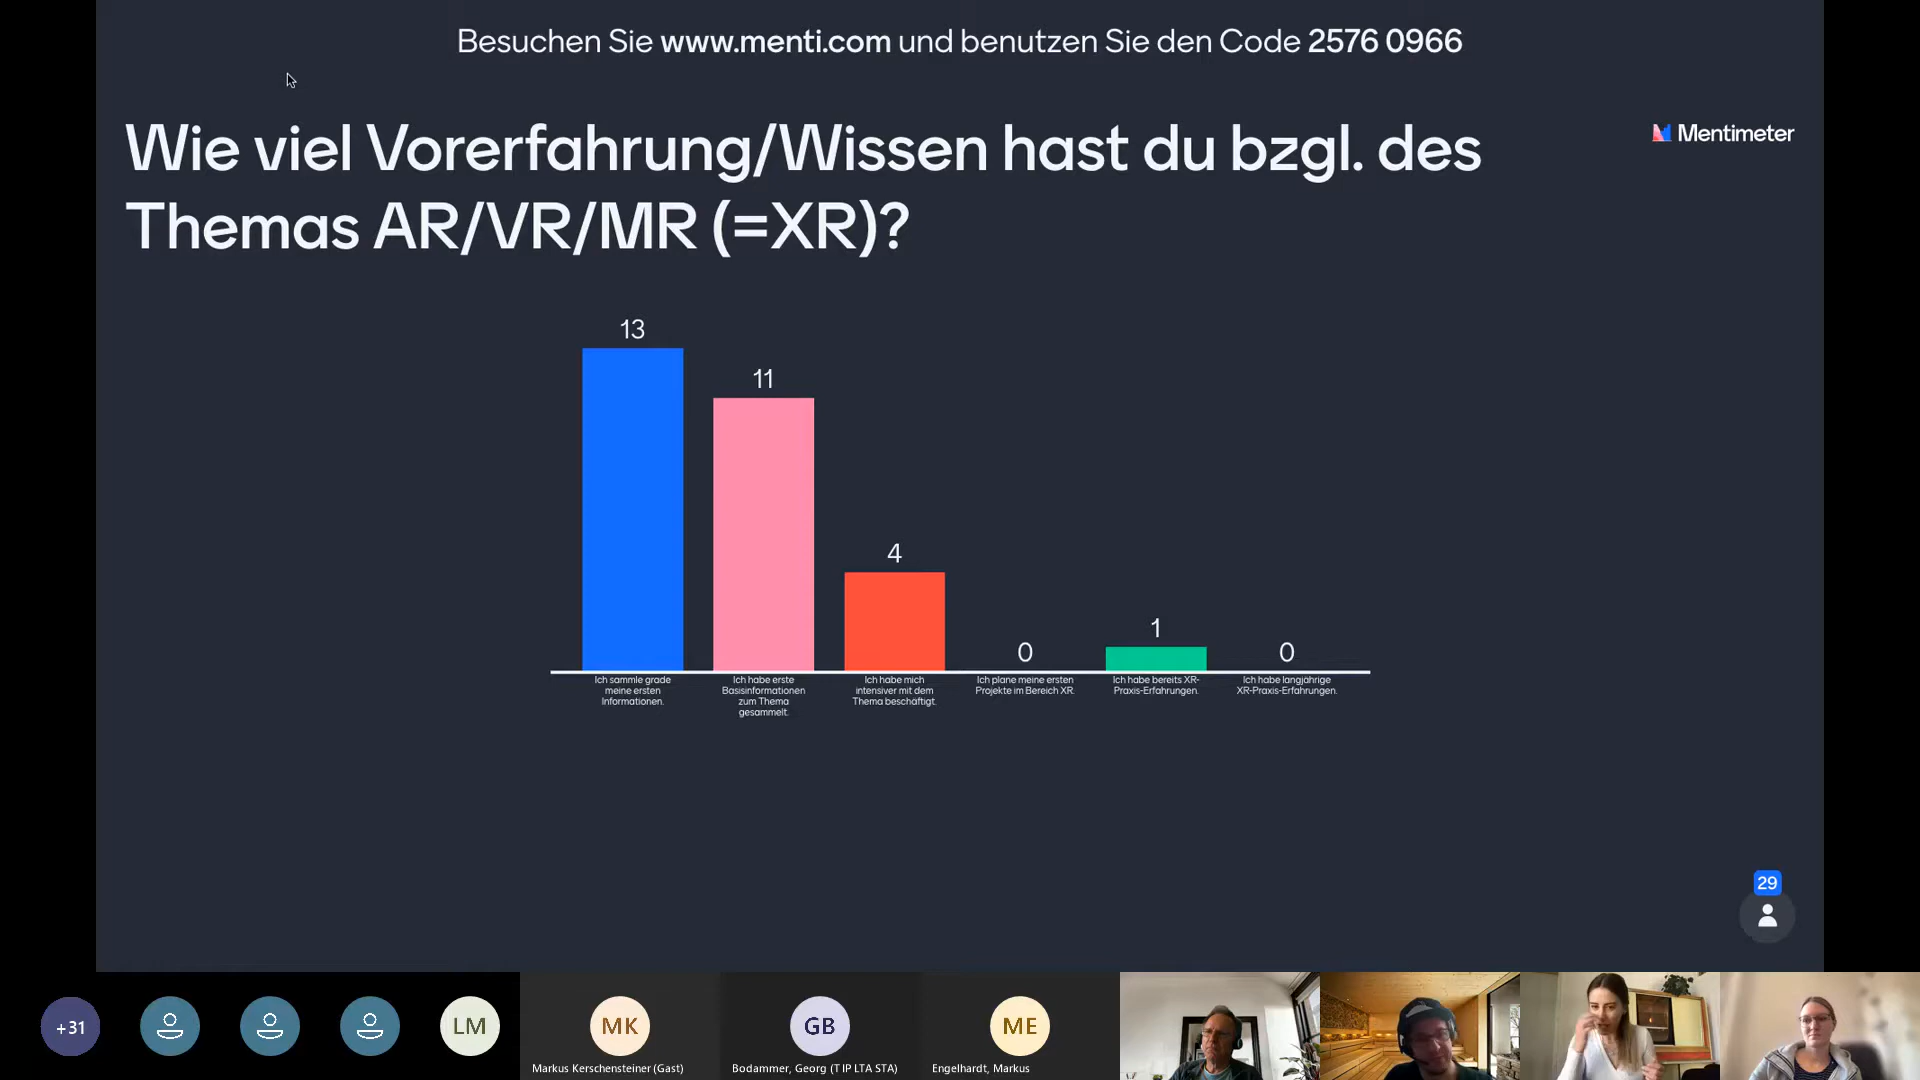 Besuchen Sie www.menti.com und benutzen Sie den Code 2576 0966
Wie viel Vorerfahrung/Wissen hast du bzgl. des
Themas AR/VR/MR (=XR)?
Mentimeter
13
11
4
0
1
0
Ich sammle grade
meine ersten
Informationen.
Ich habe erste
Basisinformationen
zum Thema
gesammelt.
Ich habe mich
intensiver mit dem
Thema beschäftigt.
Ich plane meine ersten
Projekte im Bereich XR.
Ich habe bereits XR-
Praxis-Erfahrungen.
Ich habe langjährige
XR-Praxis-Erfahrungen.
29
+31
LM
MK
Markus Kerschensteiner (Gast)
GB
Bodammer, Georg (T IP LTA STA)
ME
Engelhardt, Markus